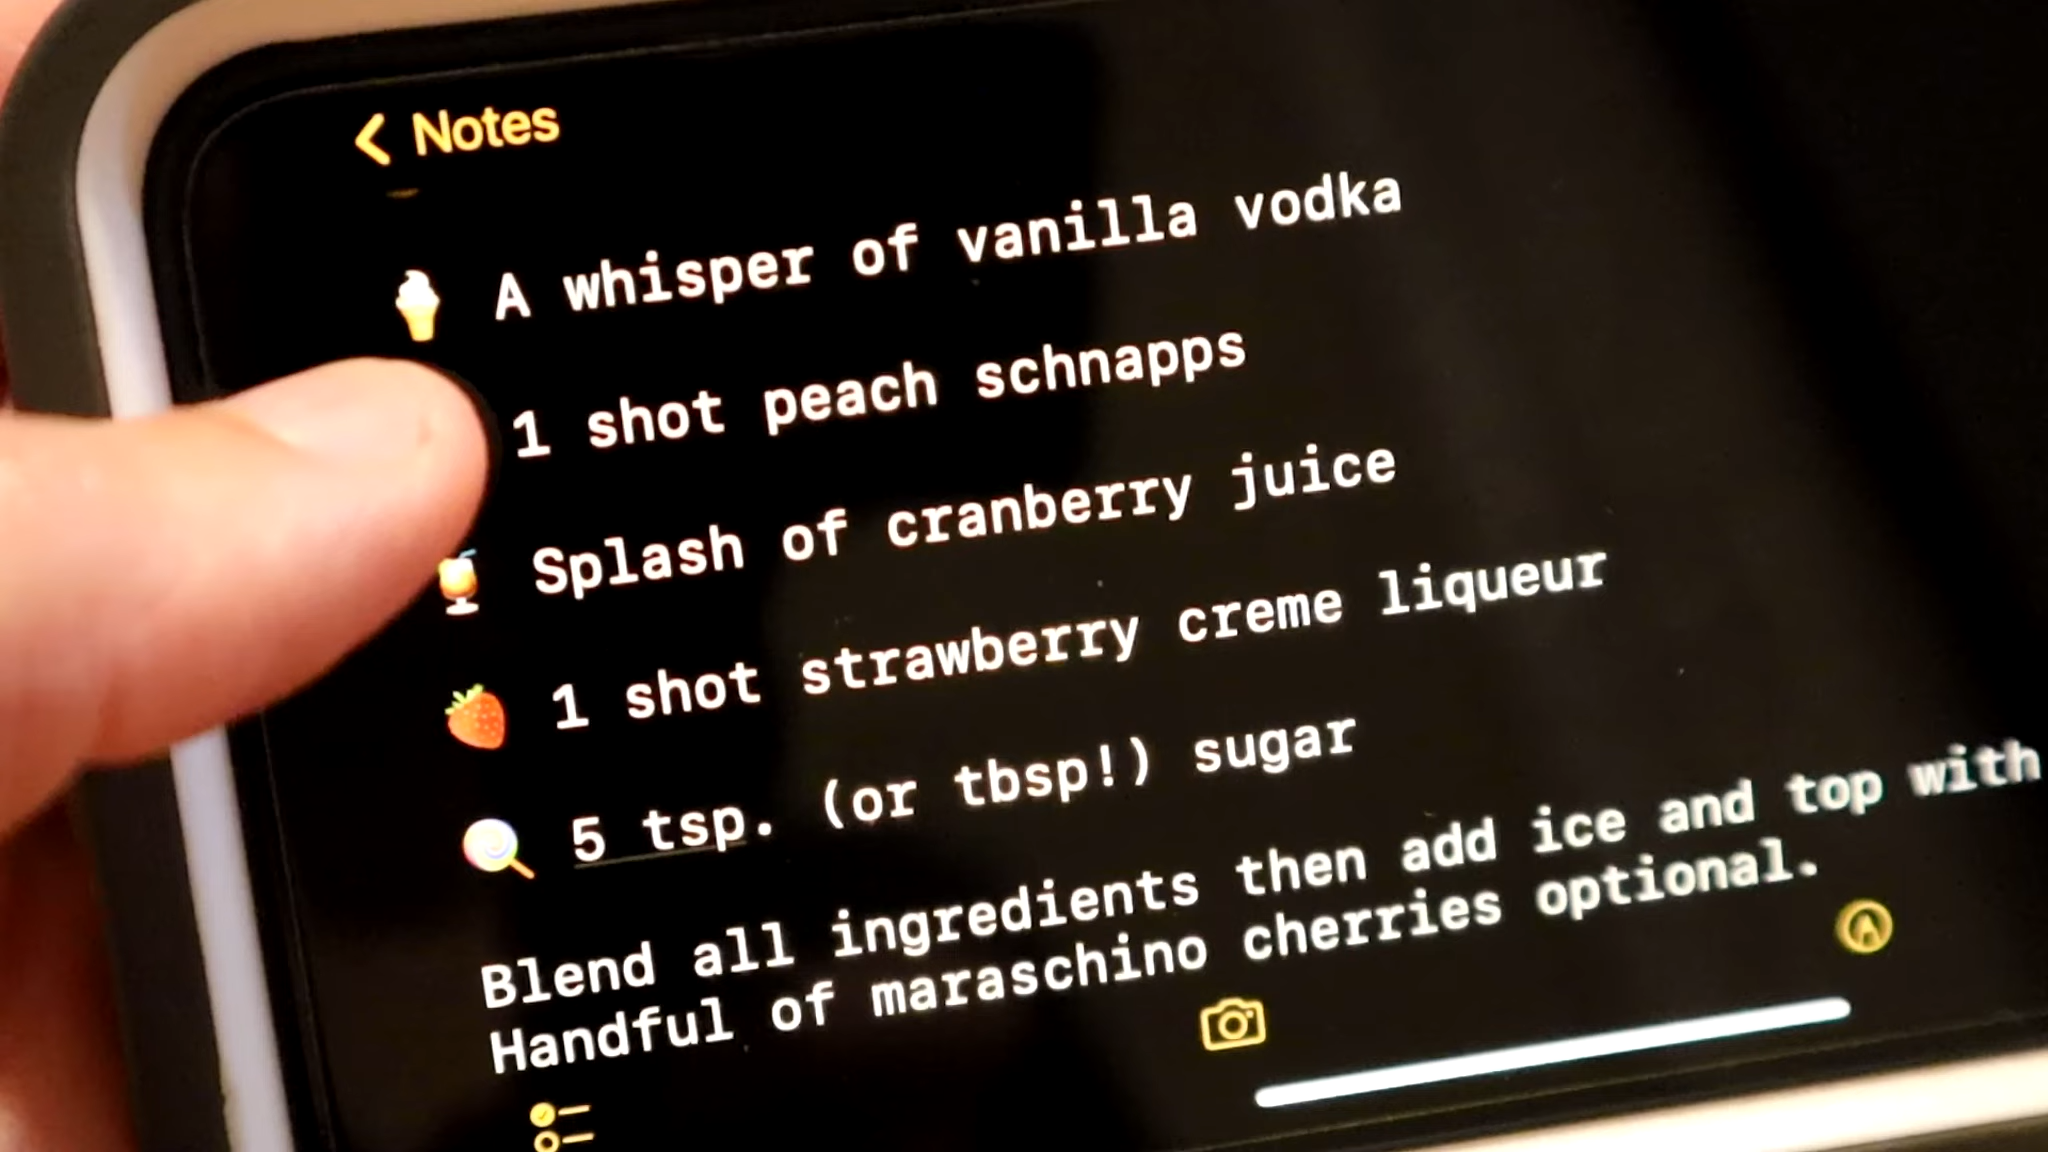 Notes
A whisper of vanilla vodka
1 shot peach schnapps
Splash of cranberry juice
1 shot strawberry creme liqueur
5 tsp. (or tbsp!) sugar
Blend all ingredients then add ice and top with
Handful of maraschino cherries optional.